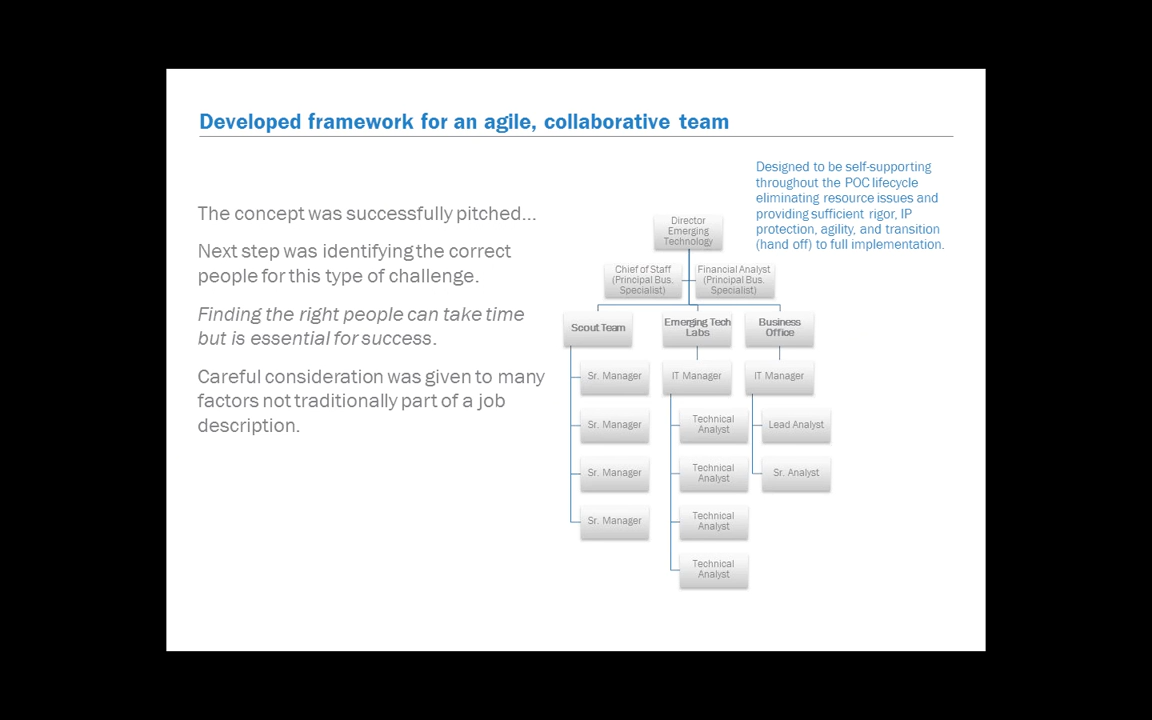 Developed framework for an agile, collaborative team
Designed to be self-supporting
throughout the POC lifecycle
eliminating resource issues and
providing sufficient rigor, IP
protection, agility, and transition
(hand off) to full implementation.
The concept was successfully pitched...
Next step was identifying the correct
people for this type of challenge.
Finding the right people can take time
but is essential for success.
Careful consideration was given to many
factors not traditionally part of a job
description.
Director
Emerging
Technology
Chief of Staff
(Principal Bus.
Specialist)
Financial Analyst
(Principal Bus.
Specialist)
Scout Team
Sr. Manager
Sr. Manager
Sr. Manager
Sr. Manager
Emerging Tech
Labs
IT Manager
Technical
Analyst
Technical
Analyst
Technical
Analyst
Technical
Analyst
Business
Office
IT Manager
Lead Analyst
Sr. Analyst